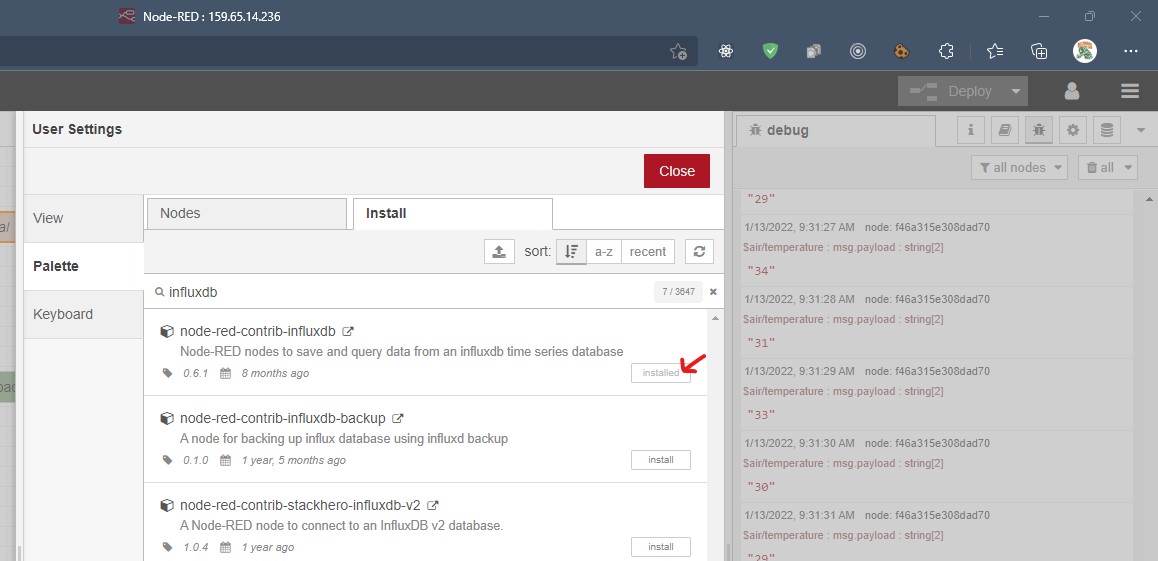 Node-RED : 159.65.14.236
Deploy
User Settings
Close
View
Palette
Keyboard
Nodes
Install
sort:
a-z
recent
influxdb
7 / 3647
node-red-contrib-influxdb
Node-RED nodes to save and query data from an influxdb time series database
0.6.1 8 months ago
installed
node-red-contrib-influxdb-backup
A node for backing up influx database using influxd backup
0.1.0 1 year, 5 months ago
install
node-red-contrib-stackhero-influxdb-v2
A Node-RED node to connect to an InfluxDB v2 database.
1.0.4 1 year ago
install
debug
i
all nodes
all
"29"
1/13/2022, 9:31:27 AM node: f46a315e308dad70
$air/temperature : msg.payload : string[2]
"34"
1/13/2022, 9:31:28 AM node: f46a315e308dad70
$air/temperature : msg.payload : string[2]
"31"
1/13/2022, 9:31:29 AM node: f46a315e308dad70
$air/temperature : msg.payload : string[2]
"33"
1/13/2022, 9:31:30 AM node: f46a315e308dad70
$air/temperature : msg.payload : string[2]
"30"
1/13/2022, 9:31:31 AM node: f46a315e308dad70
$air/temperature : msg.payload : string[2]
"29"